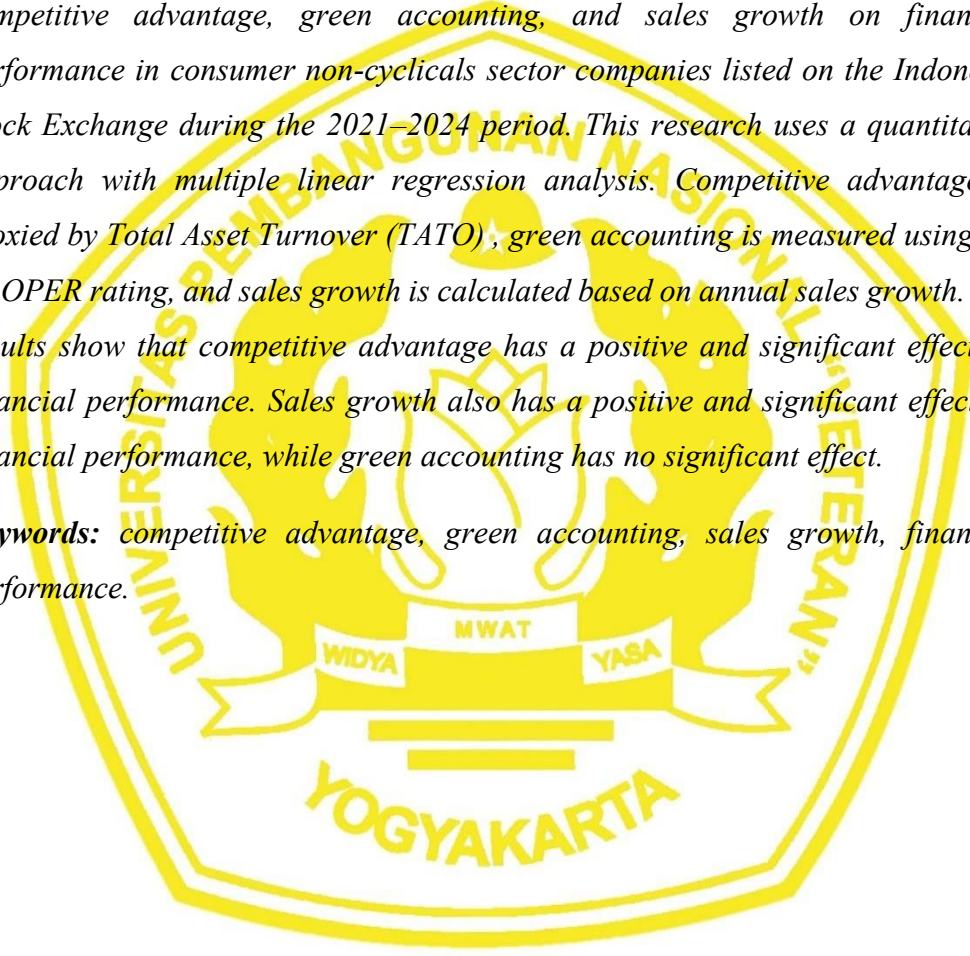 ompetitive advantage, green accounting, and sales growth on finan
rformance in consumer non-cyclicals sector companies listed on the Indone
ock Exchange during the 2021–2024 period. This research uses a quantita
proach with multiple linear regression analysis. Competitive advantage
oxied by Total Asset Turnover (TATO) , green accounting is measured using
OPER rating, and sales growth is calculated based on annual sales growth.
ults show that competitive advantage has a positive and significant effec
ancial performance. Sales growth also has a positive and significant effec
ancial performance, while green accounting has no significant effect.
ywords: competitive advantage, green accounting, sales growth, finan
rformance.
UNIVERSITAS PEMBANGUNAN NASIONAL "VETERAN"
WIDYA MWAT YASA
YOGYAKARTA